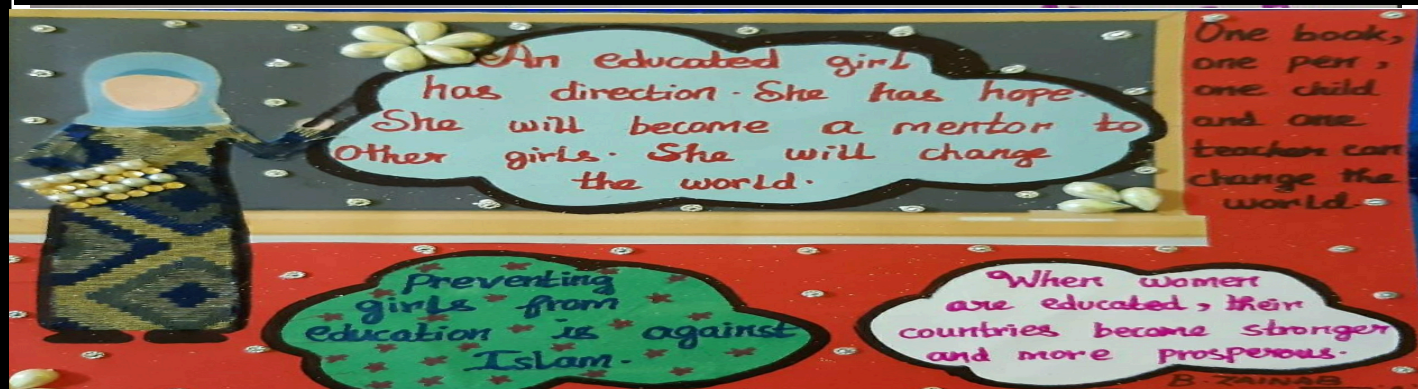 An educated girl
has direction. She has hope.
She will become a mentor to
Other girls. She will change
the world.
One book,
one pen,
one child
and one
teacher can
change the
world.
Preventing
girls from
education is against
Islam.
When women
are educated, their
countries become stronger
and more prosperous.
B. ZAINAB